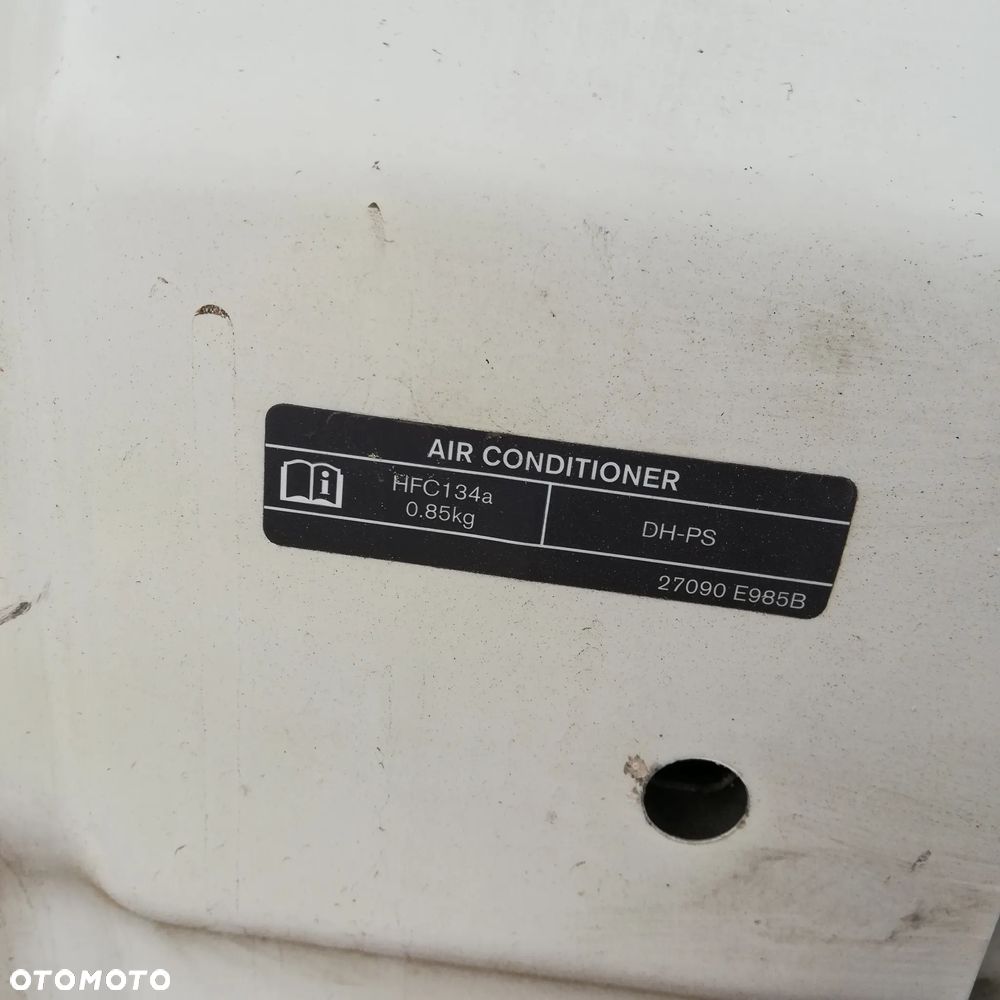 AIR CONDITIONER
HFC134a
0.85kg
DH-PS
27090 E985B
OTOMOTO